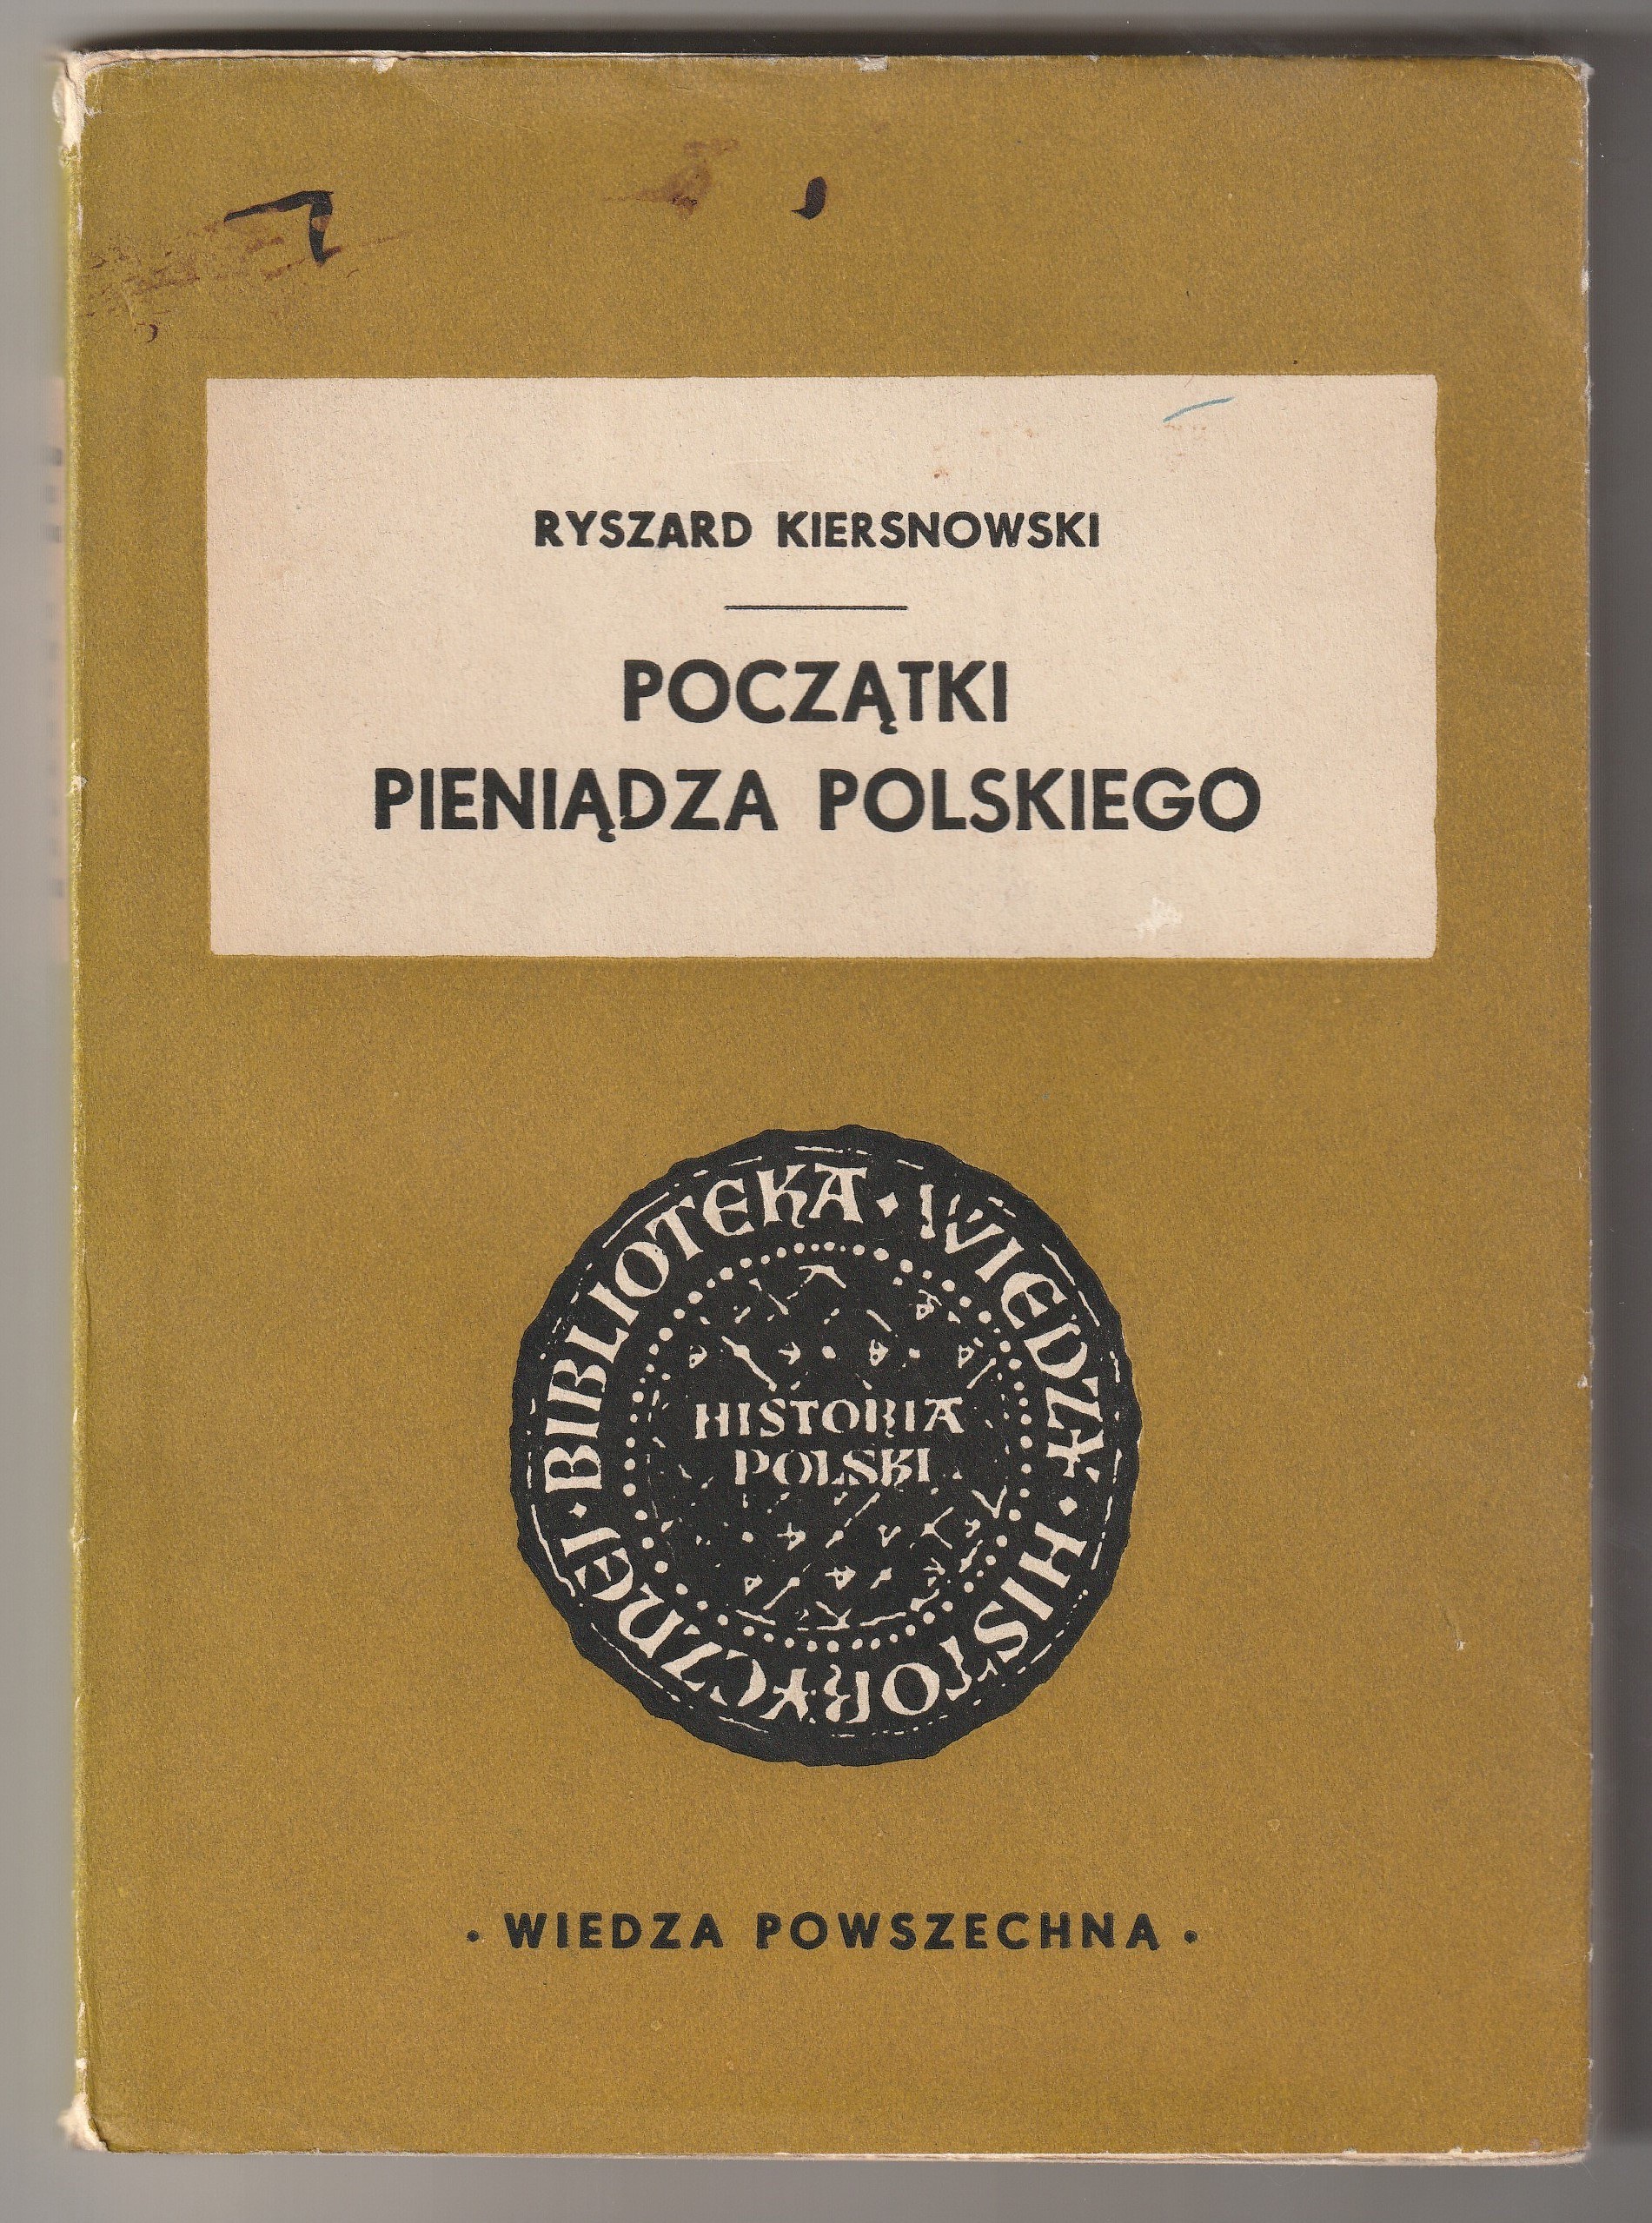 RYSZARD KIERSNOWSKI
POCZĄTKI
PIENIĄDZA POLSKIEGO
· BIBLIOTEKA · WIEDZY · HISTORYCZNEJ
HISTORIA
POLSKI
· WIEDZA POWSZECHNA ·